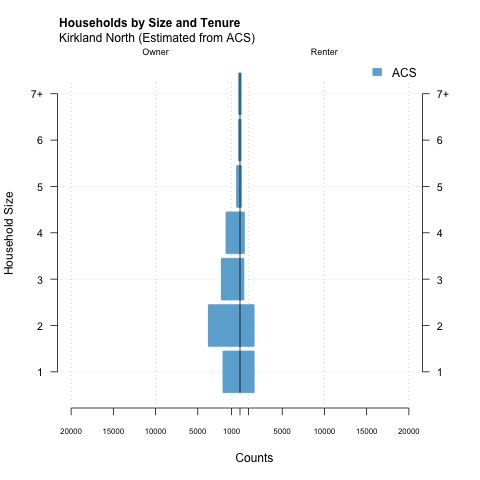 Households by Size and Tenure
Kirkland North (Estimated from ACS)
Owner Renter
ACS
7+ 7+
6 6
5 5
4 4
3 3
2 2
1 1
Household Size
20000 15000 10000 5000 1000 5000 10000 15000 20000
Counts